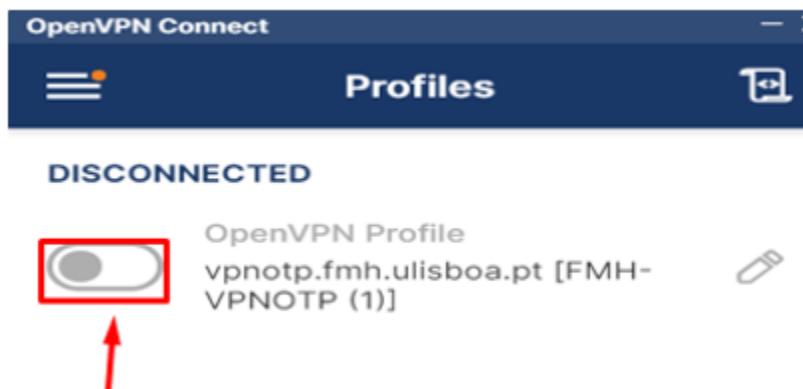 OpenVPN Connect
Profiles
DISCONNECTED
OpenVPN Profile
vpnotp.fmh.ulisboa.pt [FMH-
VPNOTP (1)]